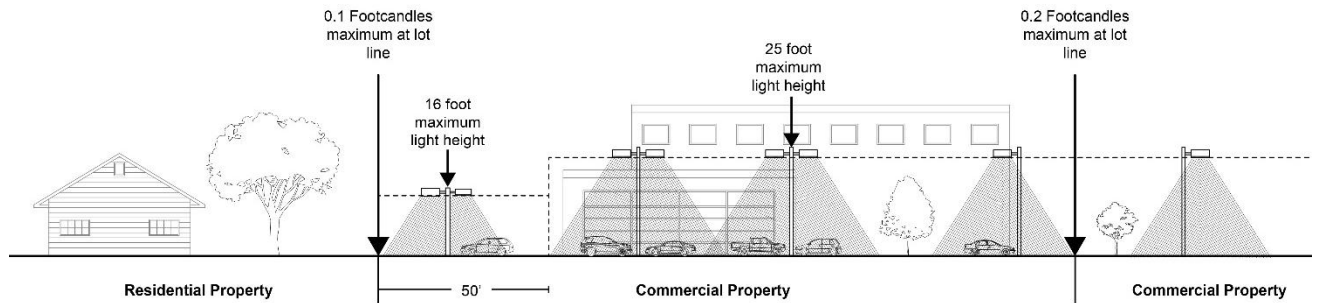 0.1 Footcandles
maximum at lot
line
16 foot
maximum
light height
25 foot
maximum
light height
0.2 Footcandles
maximum at lot
line
Residential Property
50'
Commercial Property
Commercial Property